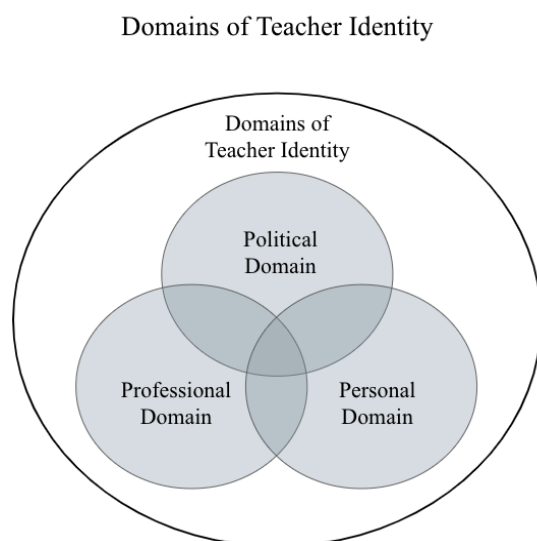 Domains of Teacher Identity
Domains of
Teacher Identity
Political
Domain
Professional
Domain
Personal
Domain